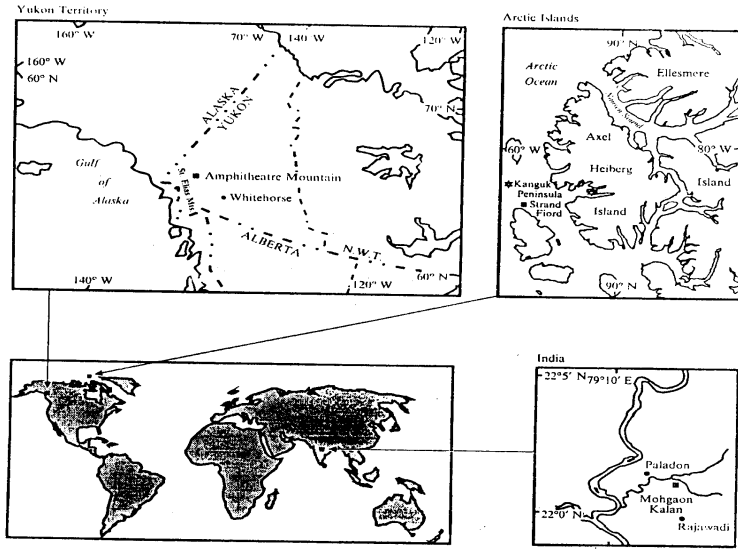 Yukon Territory
160° W
70° W
140° W
120° W
160° W
60° N
70° N
ALASKA
YUKON
Gulf
of
Alaska
St. Elias Mts
Amphitheatre Mountain
Whitehorse
ALBERTA
N.W.T.
60° N
140° W
120° W
Arctic Islands
90° N
Arctic
Ocean
Ellesmere
Nansen Sound
Axel
60° W
80° W
Heiberg
Kanguk
Peninsula
Island
Strand
Fiord
Island
90° N
India
22°5' N
79°10' E
Paladon
Mohgaon
Kalan
22°0' N
Rajawadi